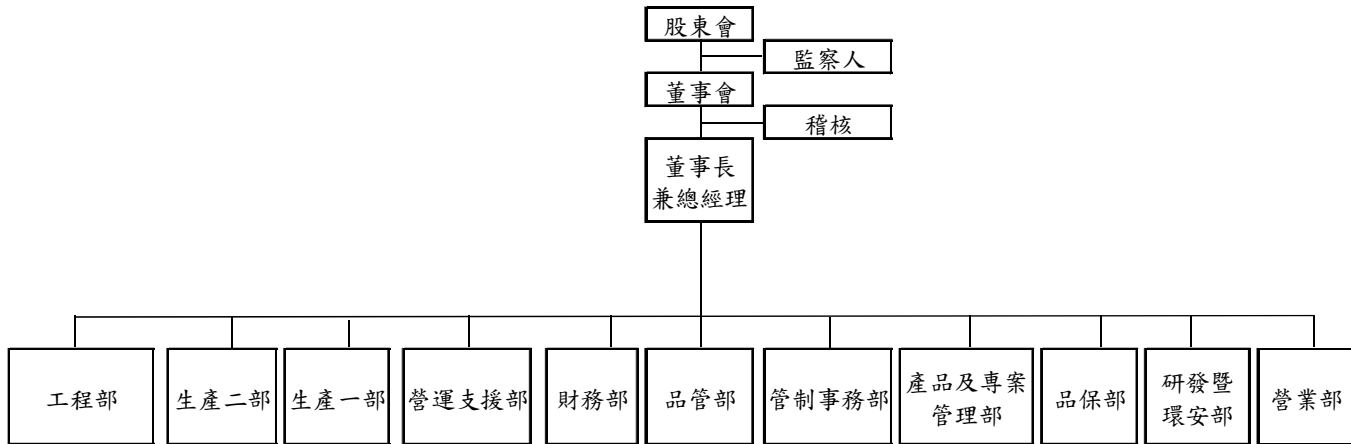 股東會
監察人
董事會
稽核
董事長
兼總經理
工程部
生產二部
生產一部
營運支援部
財務部
品管部
管制事務部
產品及專案
管理部
品保部
研發暨
環安部
營業部